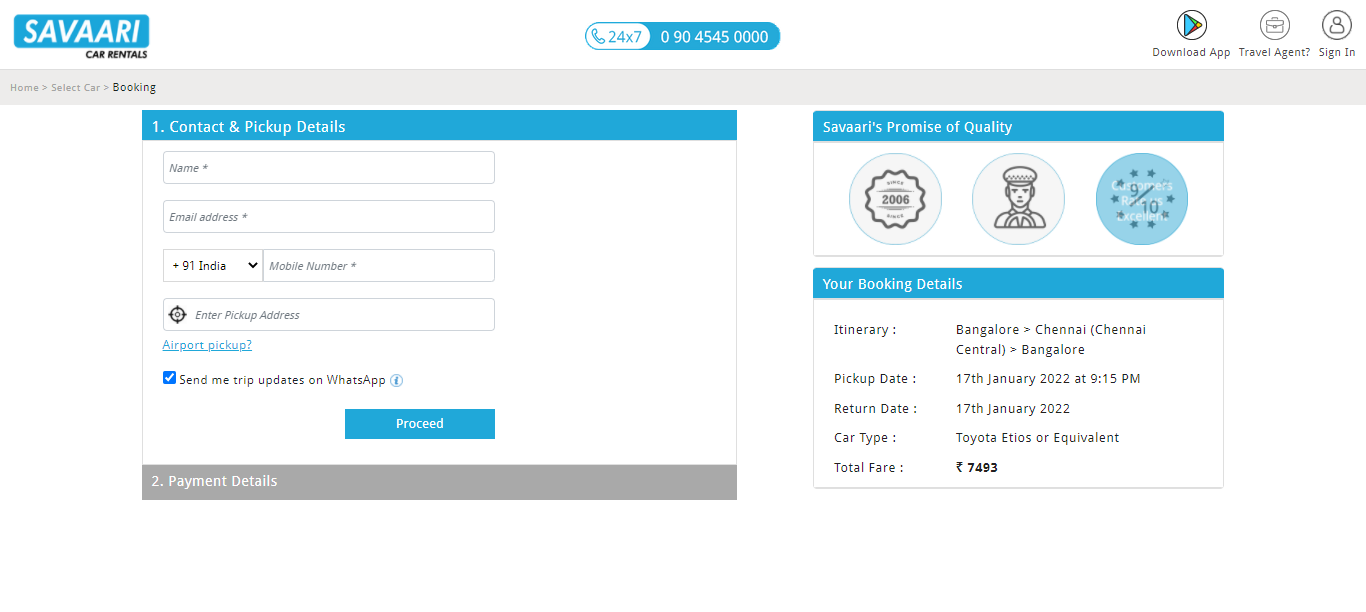 SAVAARI
CAR RENTALS
24x7 0 90 4545 0000
Download App
Travel Agent?
Sign In
Home > Select Car > Booking
1. Contact & Pickup Details
Name *
Email address *
+ 91 India
Mobile Number *
Enter Pickup Address
Airport pickup?
Send me trip updates on WhatsApp
Proceed
2. Payment Details
Savaari's Promise of Quality
SINCE
2006
SINCE
Customers
9/10
Excellent
Your Booking Details
Itinerary : Bangalore > Chennai (Chennai
Central) > Bangalore
Pickup Date : 17th January 2022 at 9:15 PM
Return Date : 17th January 2022
Car Type : Toyota Etios or Equivalent
Total Fare : ₹ 7493